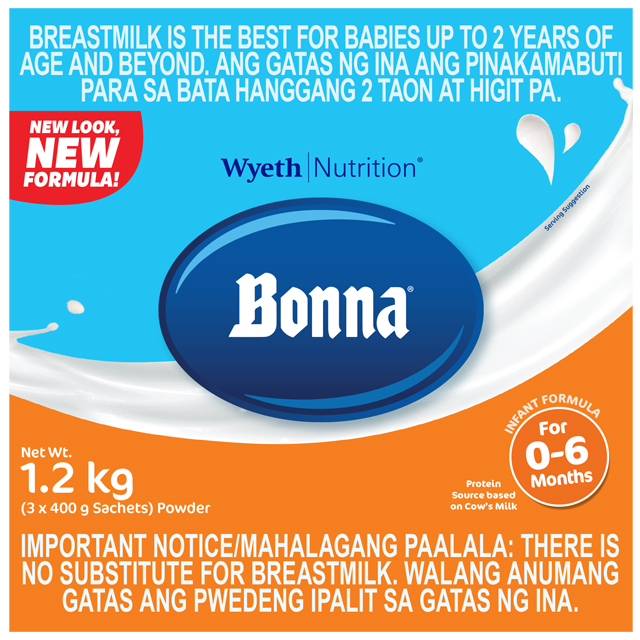 BREASTMILK IS THE BEST FOR BABIES UP TO 2 YEARS OF
AGE AND BEYOND. ANG GATAS NG INA ANG PINAKAMABUTI
PARA SA BATA HANGGANG 2 TAON AT HIGIT PA.
NEW LOOK,
NEW
FORMULA!
Wyeth | Nutrition®
Serving Suggestion
Bonna®
Net Wt.
1.2 kg
(3 x 400 g Sachets) Powder
INFANT FORMULA
For
0-6
Months
Protein
Source based
on Cow's Milk
IMPORTANT NOTICE/MAHALAGANG PAALALA: THERE IS
NO SUBSTITUTE FOR BREASTMILK. WALANG ANUMANG
GATAS ANG PWEDENG IPALIT SA GATAS NG INA.